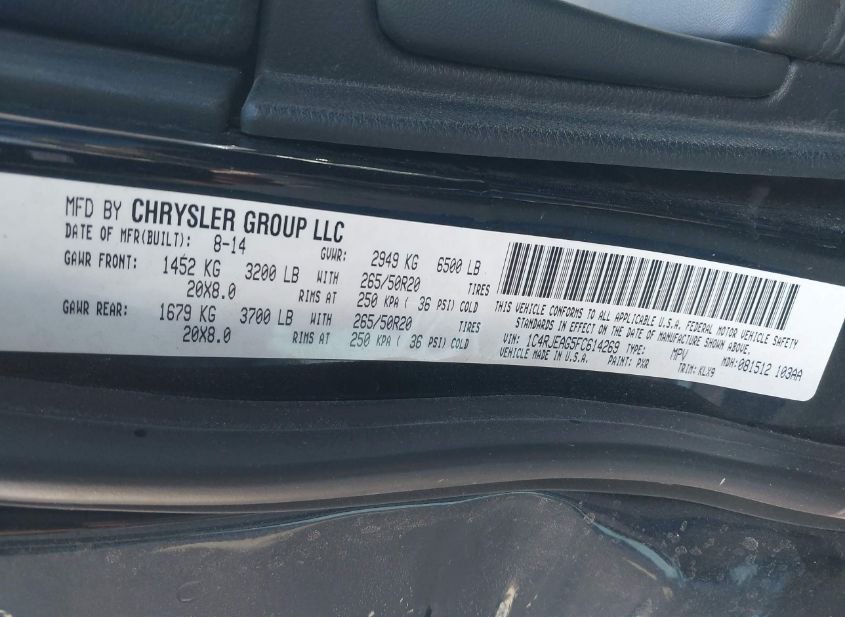 MFD BY CHRYSLER GROUP LLC
DATE OF MFR(BUILT): 8-14 GVWR: 2949 KG 6500 LB
GAWR FRONT: 1452 KG 3200 LB WITH 265/50R20 TIRES
20X8.0 RIMS AT 250 KPA ( 36 PSI) COLD
GAWR REAR: 1679 KG 3700 LB WITH 265/50R20 TIRES
20X8.0 RIMS AT 250 KPA ( 36 PSI) COLD
THIS VEHICLE CONFORMS TO ALL APPLICABLE U.S.A. FEDERAL MOTOR VEHICLE SAFETY
STANDARDS IN EFFECT ON THE DATE OF MANUFACTURE SHOWN ABOVE.
VIN: 1C4RJEAG5FC614269 TYPE: MPV MDH: 081512 103AA
VEHICLE MADE IN U.S.A. PAINT: PXR TRIM: KLX9